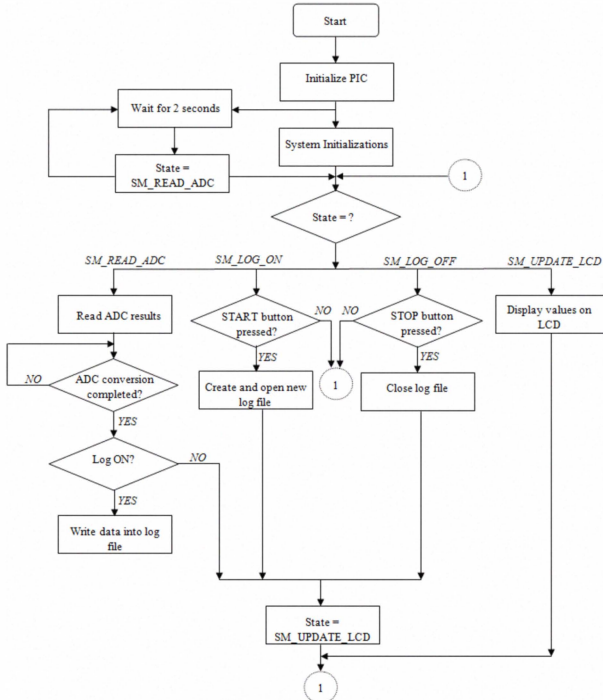 Start
Initialize PIC
Wait for 2 seconds
System Initializations
State =
SM_READ_ADC
1
State = ?
SM_READ_ADC
SM_LOG_ON
SM_LOG_OFF
SM_UPDATE_LCD
Read ADC results
START button
pressed?
NO
NO
STOP button
pressed?
Display values on
LCD
YES
YES
NO
ADC conversion
completed?
Create and open new
log file
1
Close log file
YES
Log ON?
NO
YES
Write data into log
file
State =
SM_UPDATE_LCD
1